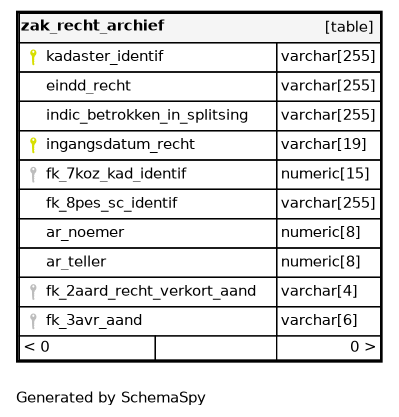 zak_recht_archief [table]
kadaster_identif varchar[255]
eindd_recht varchar[255]
indic_betrokken_in_splitsing varchar[255]
ingangsdatum_recht varchar[19]
fk_7koz_kad_identif numeric[15]
fk_8pes_sc_identif varchar[255]
ar_noemer numeric[8]
ar_teller numeric[8]
fk_2aard_recht_verkort_aand varchar[4]
fk_3avr_aand varchar[6]
< 0 0 >
Generated by SchemaSpy